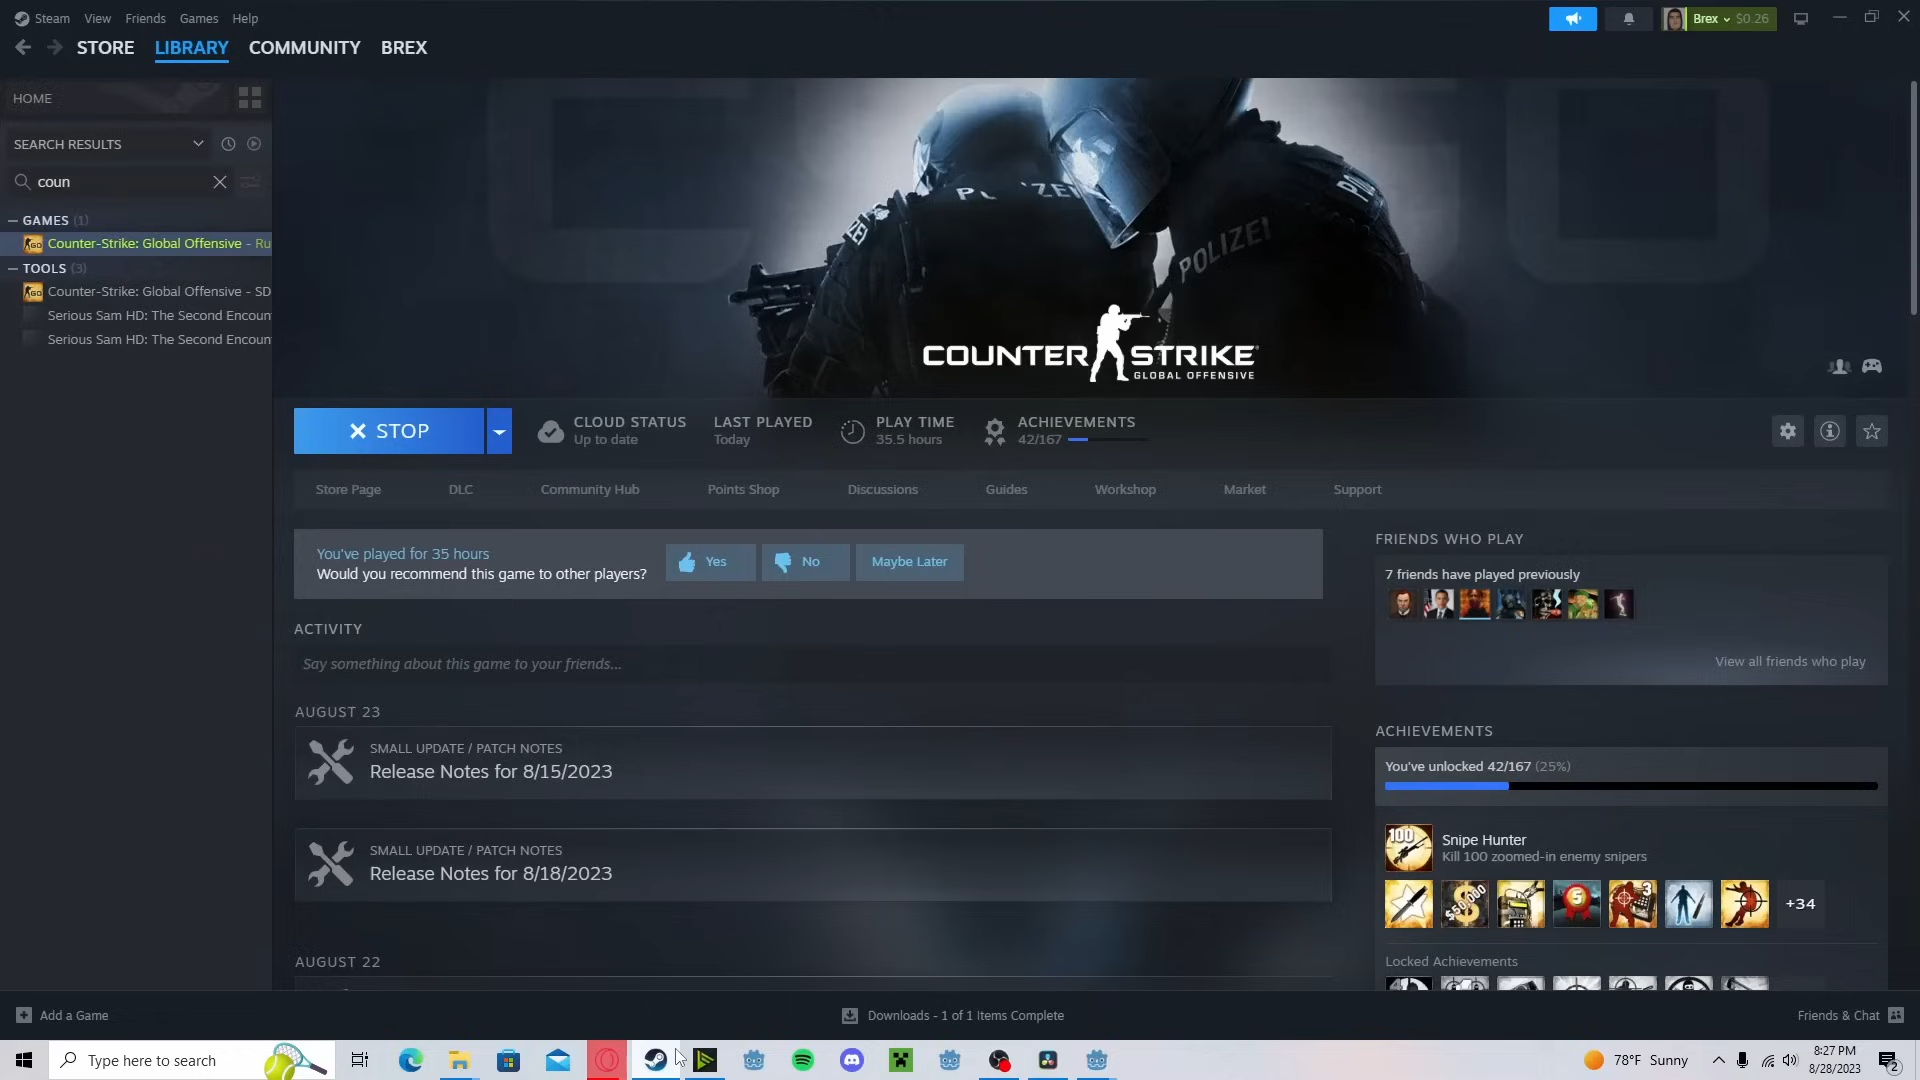 Steam View Friends Games Help
Brex $0.26
STORE LIBRARY COMMUNITY BREX
HOME
SEARCH RESULTS
coun
GAMES (1)
Counter-Strike: Global Offensive - Ru
TOOLS (3)
Counter-Strike: Global Offensive - SD
Serious Sam HD: The Second Encoun
Serious Sam HD: The Second Encoun
POLIZEI
COUNTER STRIKE
GLOBAL OFFENSIVE
STOP
CLOUD STATUS
Up to date
LAST PLAYED
Today
PLAY TIME
35.5 hours
ACHIEVEMENTS
42/167
Store Page DLC Community Hub Points Shop Discussions Guides Workshop Market Support
You've played for 35 hours
Would you recommend this game to other players?
Yes No Maybe Later
ACTIVITY
Say something about this game to your friends...
AUGUST 23
SMALL UPDATE / PATCH NOTES
Release Notes for 8/15/2023
SMALL UPDATE / PATCH NOTES
Release Notes for 8/18/2023
AUGUST 22
FRIENDS WHO PLAY
7 friends have played previously
View all friends who play
ACHIEVEMENTS
You've unlocked 42/167 (25%)
100
Snipe Hunter
Kill 100 zoomed-in enemy snipers
$50,000
5
3
+34
Locked Achievements
Add a Game
Downloads - 1 of 1 Items Complete
Friends & Chat
Type here to search
78°F Sunny
8:27 PM
8/28/2023
2